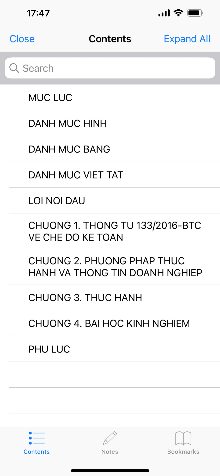 17:47
Close
Contents
Expand All
Search
MUC LUC
DANH MUC HINH
DANH MUC BANG
DANH MUC VIET TAT
LOI NOI DAU
CHUONG 1. THONG TU 133/2016-BTC
VE CHE DO KE TOAN
CHUONG 2. PHUONG PHAP THUC
HANH VA THONG TIN DOANH NGHIEP
CHUONG 3. THUC HANH
CHUONG 4. BAI HOC KINH NGHIEM
PHU LUC
Contents
Notes
Bookmarks